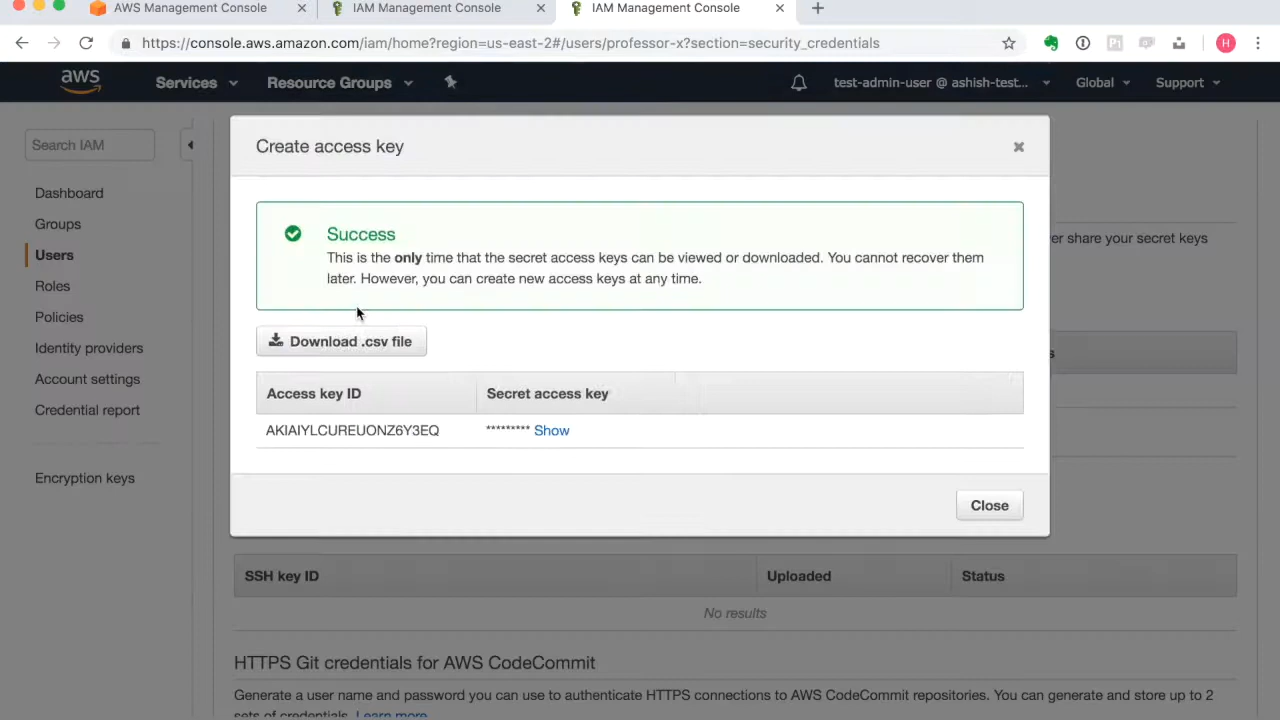 AWS Management Console
IAM Management Console
IAM Management Console
https://console.aws.amazon.com/iam/home?region=us-east-2#/users/professor-x?section=security_credentials
H
aws
Services
Resource Groups
test-admin-user @ ashish-test...
Global
Support
Search IAM
Dashboard
Groups
Users
Roles
Policies
Identity providers
Account settings
Credential report
Encryption keys
Create access key
er share your secret keys
Success
This is the only time that the secret access keys can be viewed or downloaded. You cannot recover them
later. However, you can create new access keys at any time.
Download .csv file
Access key ID
Secret access key
AKIAIYLCUREUONZ6Y3EQ
********* Show
Close
SSH key ID
Uploaded
Status
No results
HTTPS Git credentials for AWS CodeCommit
Generate a user name and password you can use to authenticate HTTPS connections to AWS CodeCommit repositories. You can generate and store up to 2
sets of credentials. Learn more